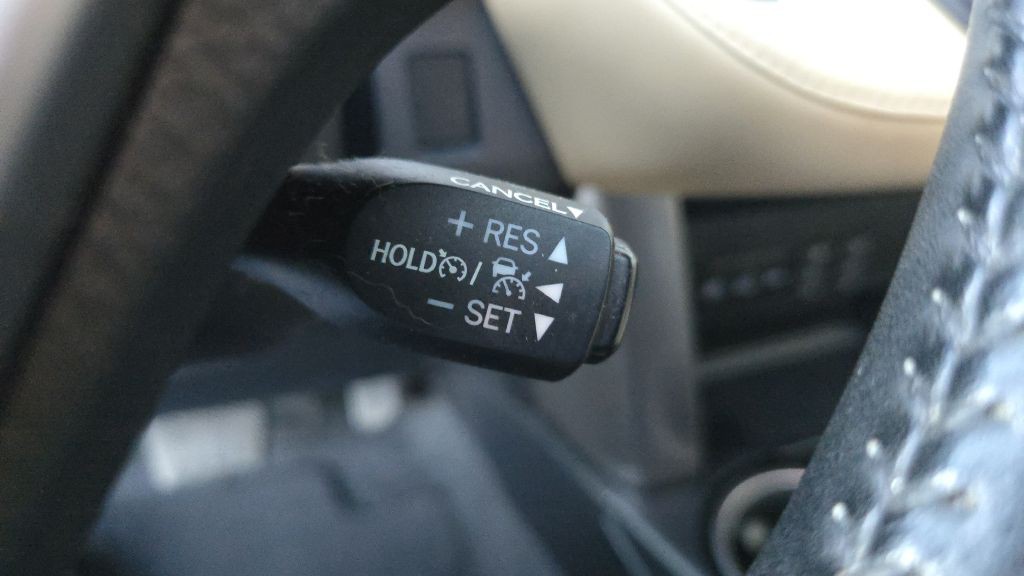 CANCEL▼
+ RES ▲
HOLD / ◀
− SET ▼